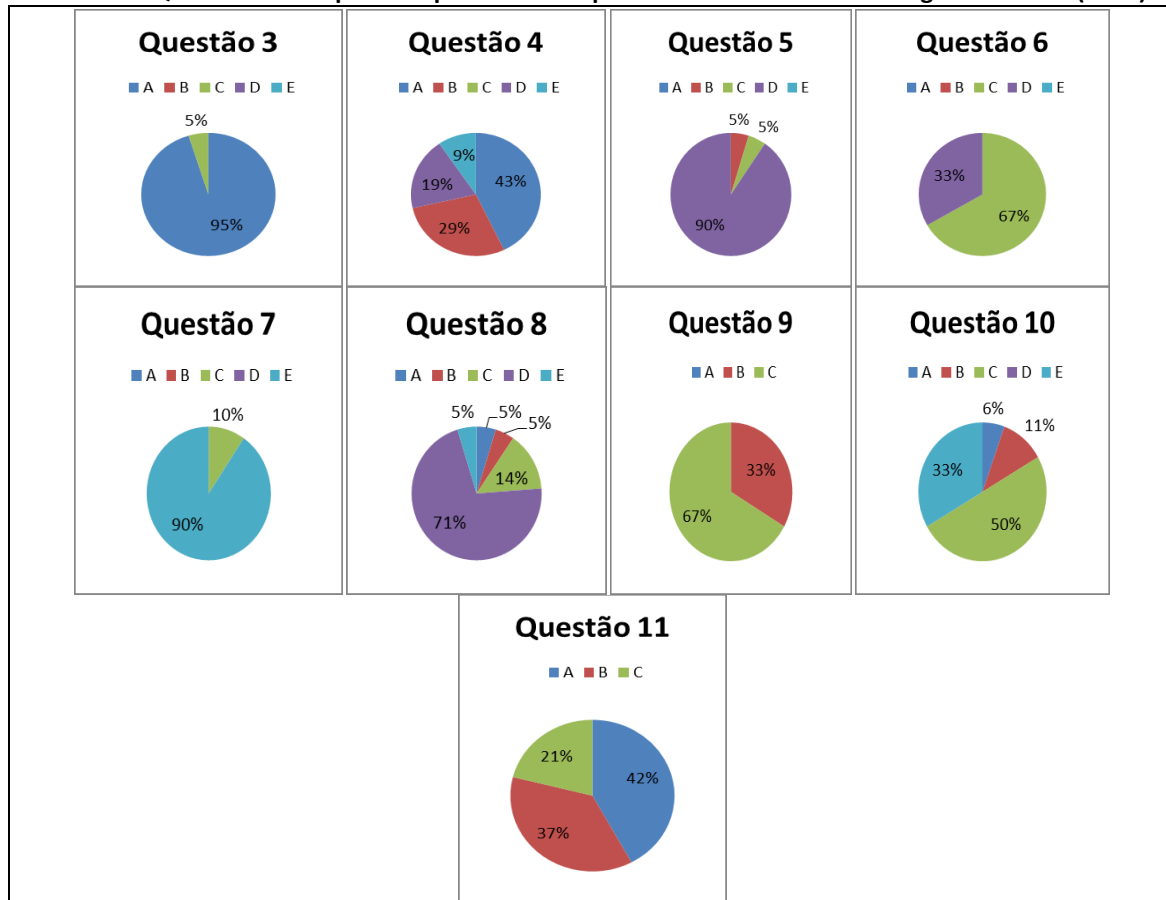 Questão 3
A B C D E
5%
95%
Questão 4
A B C D E
9%
43%
19%
29%
Questão 5
A B C D E
5%
5%
90%
Questão 6
A B C D E
33%
67%
Questão 7
A B C D E
10%
90%
Questão 8
A B C D E
5%
5%
5%
14%
71%
Questão 9
A B C
33%
67%
Questão 10
A B C D E
6%
11%
33%
50%
Questão 11
A B C
21%
42%
37%